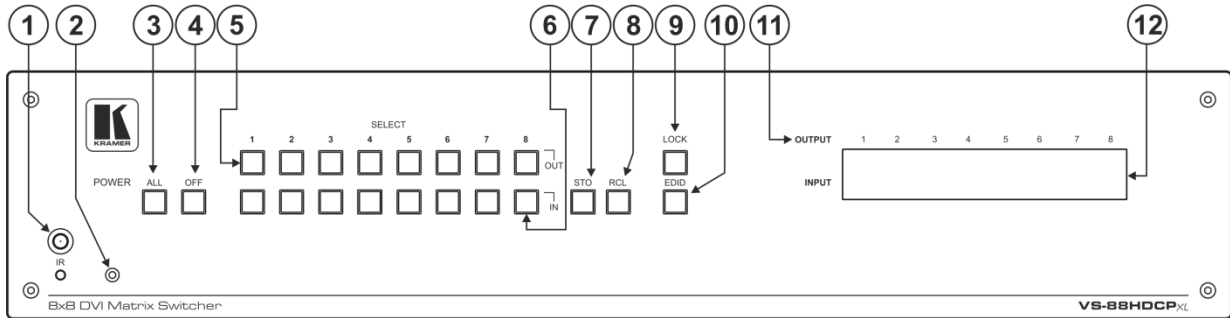 1 2 3 4 5 6 7 8 9 10 11 12
K
KRAMER
SELECT
1 2 3 4 5 6 7 8
OUT
IN
POWER
ALL OFF
STO RCL
LOCK
EDID
OUTPUT 1 2 3 4 5 6 7 8
INPUT
IR
8x8 DVI Matrix Switcher
VS-88HDCPXL